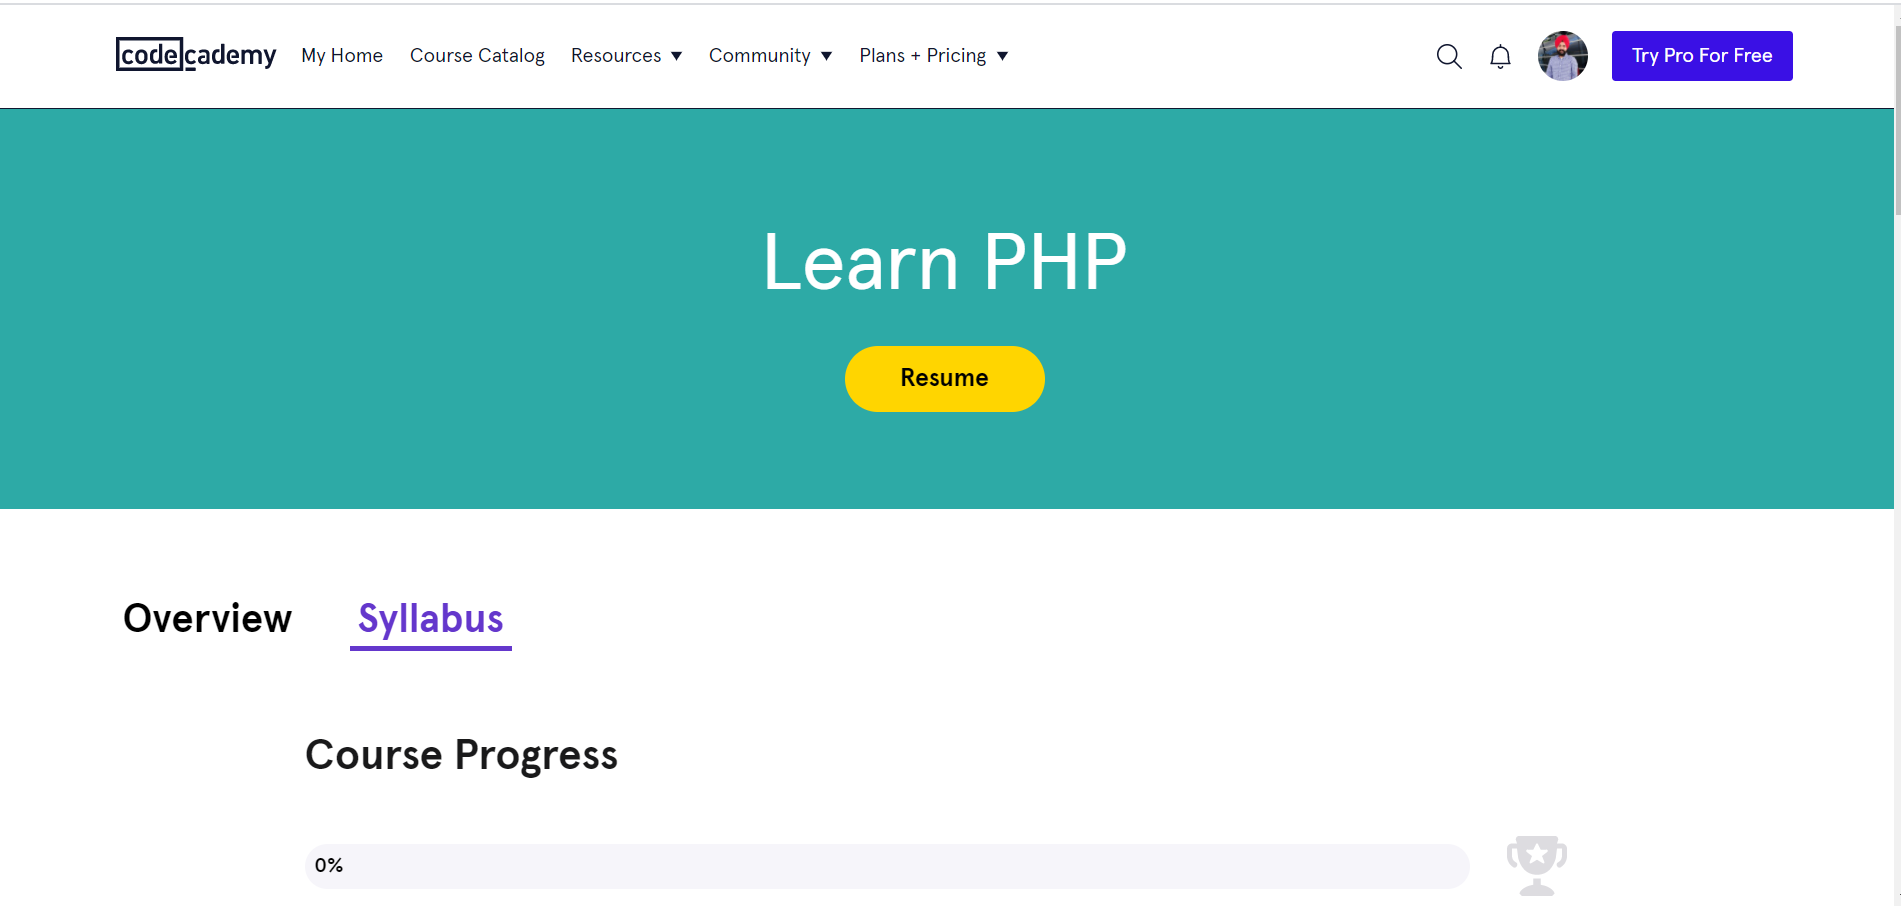 codecademy My Home Course Catalog Resources Community Plans + Pricing Try Pro For Free
Learn PHP
Resume
Overview Syllabus
Course Progress
0%